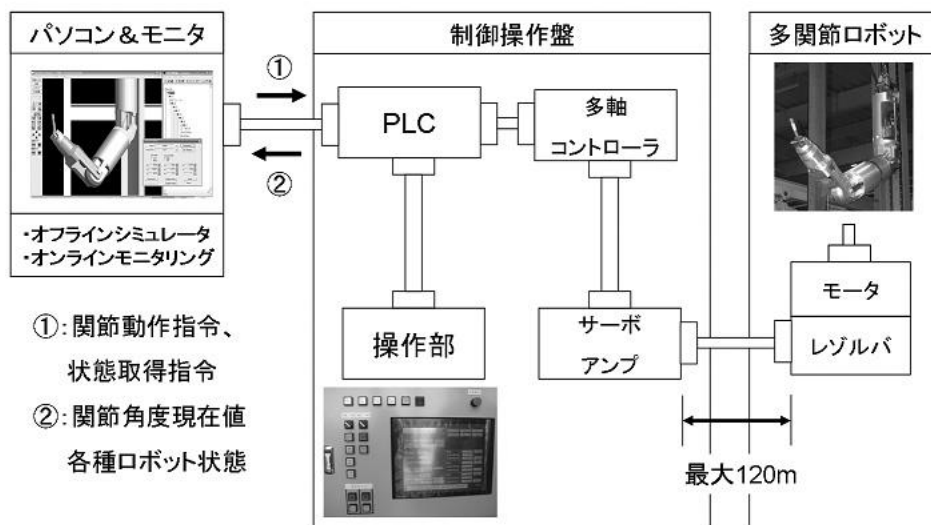 パソコン＆モニタ
制御操作盤
多関節ロボット
①
PLC
多軸
コントローラ
②
・オフラインシミュレータ
・オンラインモニタリング
モータ
レゾルバ
①：関節動作指令、
状態取得指令
②：関節角度現在値
各種ロボット状態
操作部
サーボ
アンプ
最大120m